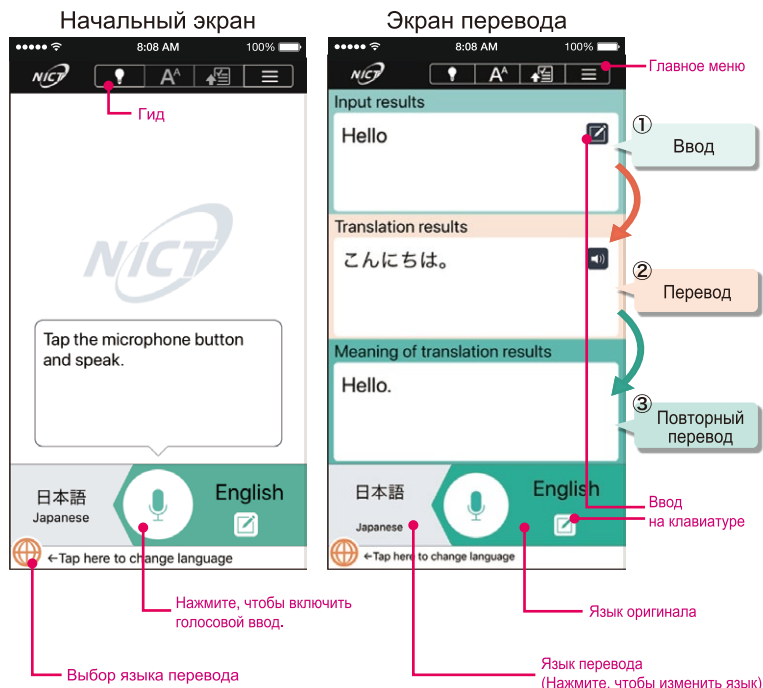 Начальный экран
8:08 AM
100%
NICT
AA
Гид
NICT
Tap the microphone button
and speak.
日本語
Japanese
English
←Tap here to change language
Нажмите, чтобы включить
голосовой ввод.
Выбор языка перевода
Экран перевода
8:08 AM
100%
NICT
AA
Главное меню
Input results
Hello
①
Ввод
Translation results
こんにちは。
②
Перевод
Meaning of translation results
Hello.
③
Повторный
перевод
日本語
Japanese
English
←Tap here to change language
Ввод
на клавиатуре
Язык оригинала
Язык перевода
(Нажмите, чтобы изменить язык)